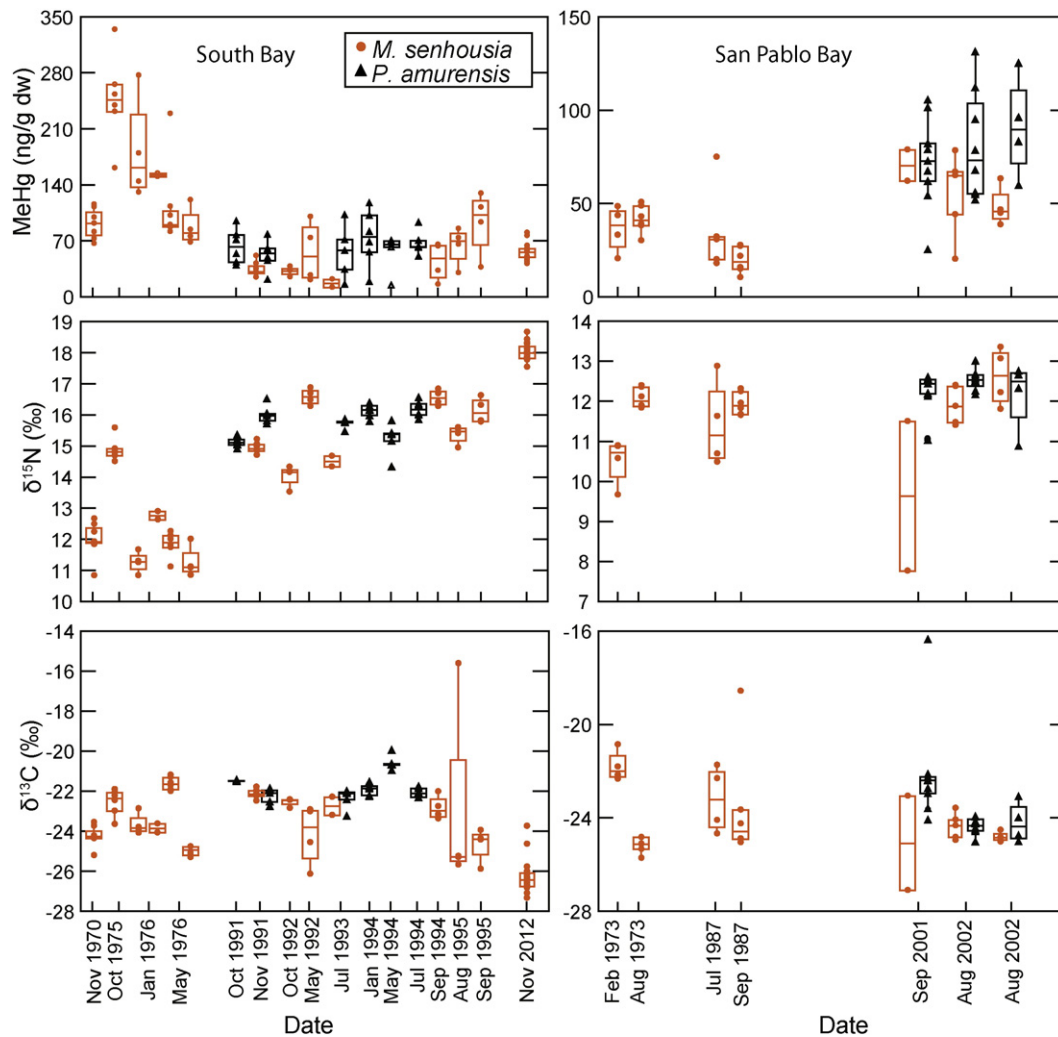 South Bay
M. senhousia
P. amurensis
San Pablo Bay
MeHg (ng/g dw)
350
280
210
140
70
0
150
100
50
0
δ15N (‰)
19
18
17
16
15
14
13
12
11
10
14
13
12
11
10
9
8
7
δ13C (‰)
-14
-16
-18
-20
-22
-24
-26
-28
-16
-20
-24
-28
Nov 1970
Oct 1975
Jan 1976
May 1976
Oct 1991
Nov 1991
Oct 1992
May 1992
Jul 1993
Jan 1994
May 1994
Sep 1994
Aug 1995
Sep 1995
Nov 2012
Feb 1973
Aug 1973
Jul 1987
Sep 1987
Sep 2001
Aug 2002
Aug 2002
Date
Date